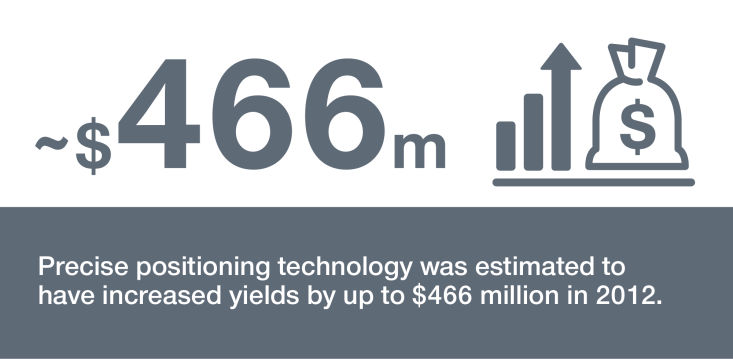 ~$466m
$
Precise positioning technology was estimated to
have increased yields by up to $466 million in 2012.